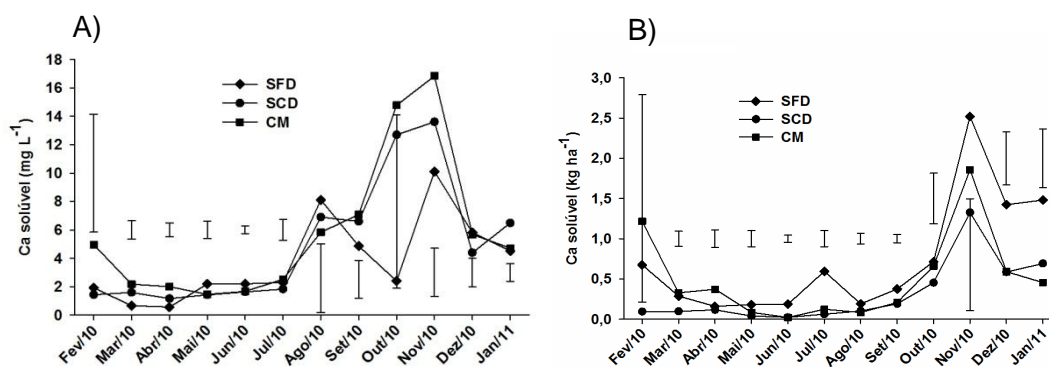 A)
Ca solúvel (mg L-1)
18
16
14
12
10
8
6
4
2
0
SFD
SCD
CM
Fev/10
Mar/10
Abr/10
Mai/10
Jun/10
Jul/10
Ago/10
Set/10
Out/10
Nov/10
Dez/10
Jan/11
B)
Ca solúvel (kg ha-1)
3,0
2,5
2,0
1,5
1,0
0,5
0,0
SFD
SCD
CM
Fev/10
Mar/10
Abr/10
Mai/10
Jun/10
Jul/10
Ago/10
Set/10
Out/10
Nov/10
Dez/10
Jan/11